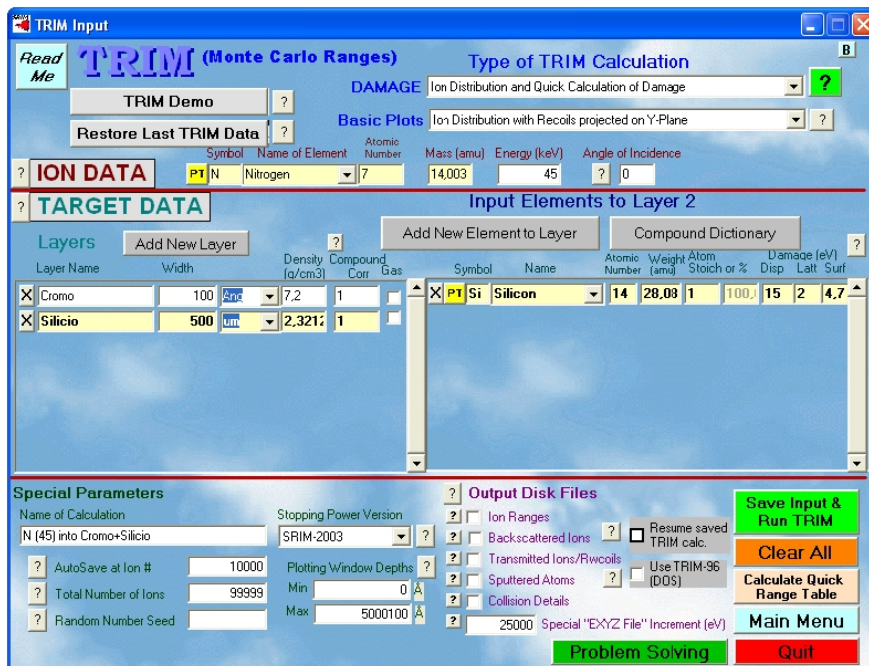 TRIM Input
Read Me
TRIM (Monte Carlo Ranges)
Type of TRIM Calculation
B
DAMAGE Ion Distribution and Quick Calculation of Damage ?
TRIM Demo ?
Basic Plots Ion Distribution with Recoils projected on Y-Plane ?
Restore Last TRIM Data ?
Symbol Name of Element Atomic Number Mass (amu) Energy (keV) Angle of Incidence
? ION DATA PT N Nitrogen 7 14,003 45 ? 0
? TARGET DATA
Input Elements to Layer 2
Layers Add New Layer ? Add New Element to Layer Compound Dictionary ?
Layer Name Width Density (g/cm3) Compound Corr Gas
Symbol Name Atomic Number Weight (amu) Atom Stoich or % Damage (eV) Disp Latt Surf
X Cromo 100 Ang 7,2 1
X PT Si Silicon 14 28,08 1 100, 15 2 4,7
X Silicio 500 um 2,3212 1
Special Parameters
Name of Calculation
N (45) into Cromo+Silicio
Stopping Power Version
SRIM-2003 ?
? AutoSave at Ion # 10000
? Total Number of Ions 99999
? Random Number Seed
Plotting Window Depths ?
Min 0 Å
Max 5000100 Å
? Output Disk Files
? Ion Ranges
? Backscattered Ions
? Transmitted Ions/Rwcoils
? Sputtered Atoms
? Collision Details
? 25000 Special "EXYZ File" Increment (eV)
? Resume saved TRIM calc.
? Use TRIM-96 (DOS)
Problem Solving
Save Input & Run TRIM
Clear All
Calculate Quick Range Table
Main Menu
Quit